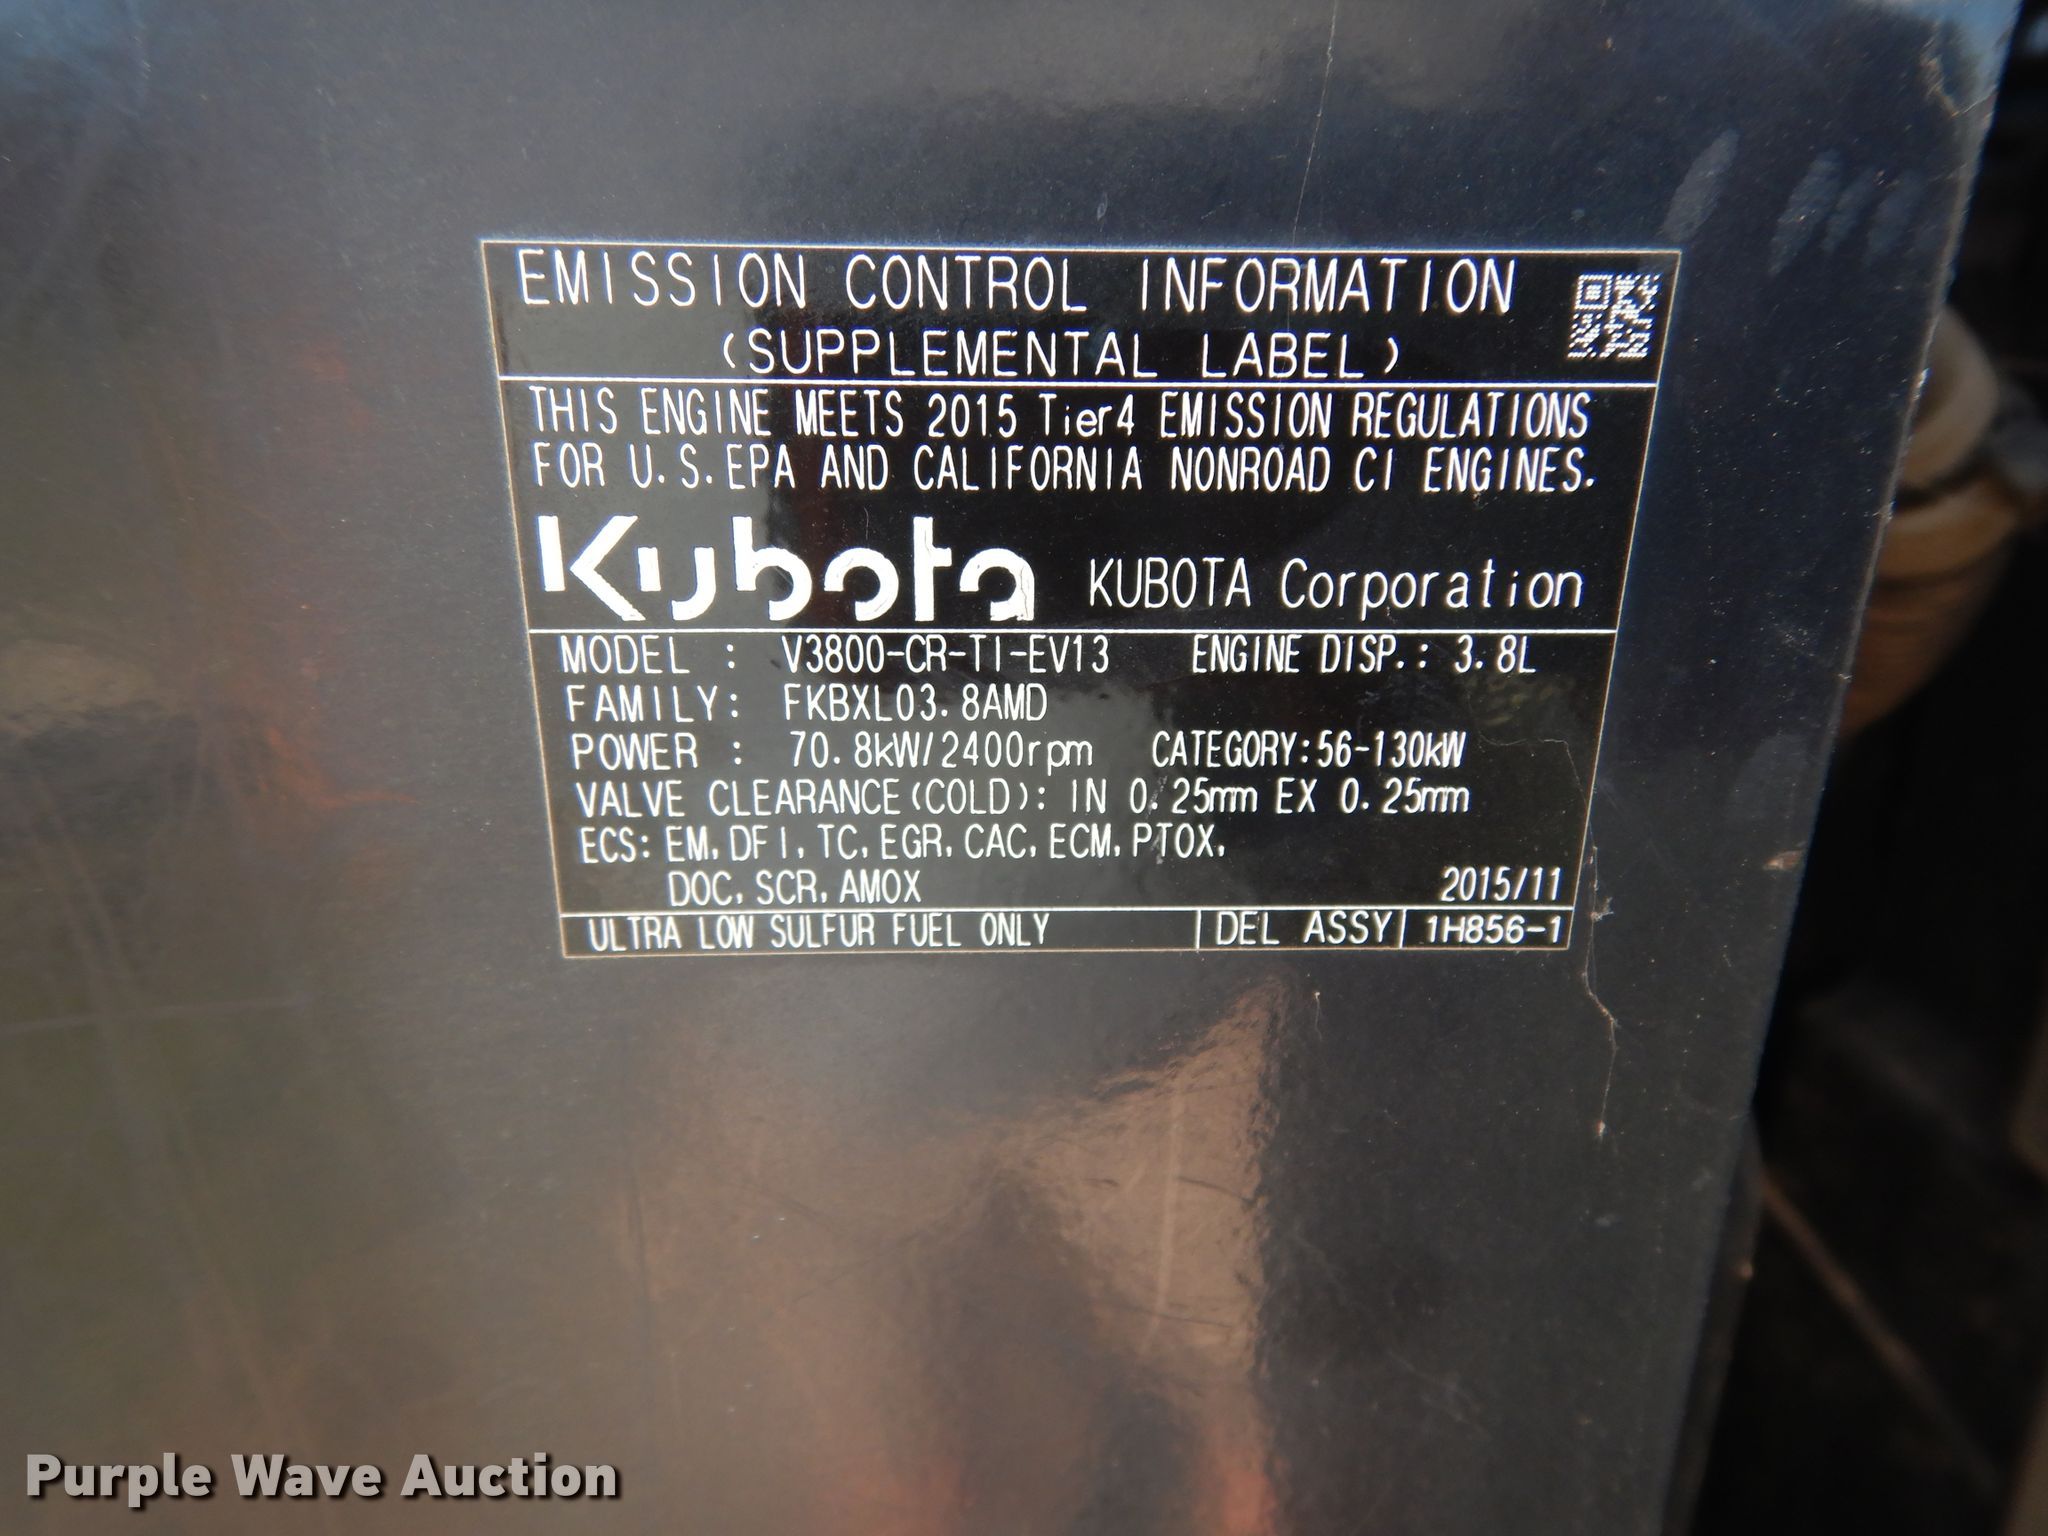 EMISSION CONTROL INFORMATION
(SUPPLEMENTAL LABEL)
THIS ENGINE MEETS 2015 Tier4 EMISSION REGULATIONS
FOR U.S.EPA AND CALIFORNIA NONROAD CI ENGINES.
Kubota KUBOTA Corporation
MODEL : V3800-CR-TI-EV13 ENGINE DISP.: 3.8L
FAMILY: FKBXL03.8AMD
POWER : 70.8kW/2400rpm CATEGORY:56-130kW
VALVE CLEARANCE(COLD): IN 0.25mm EX 0.25mm
ECS: EM, DFI, TC, EGR, CAC, ECM, PTOX,
DOC, SCR, AMOX 2015/11
ULTRA LOW SULFUR FUEL ONLY DEL ASSY 1H856-1
Purple Wave Auction